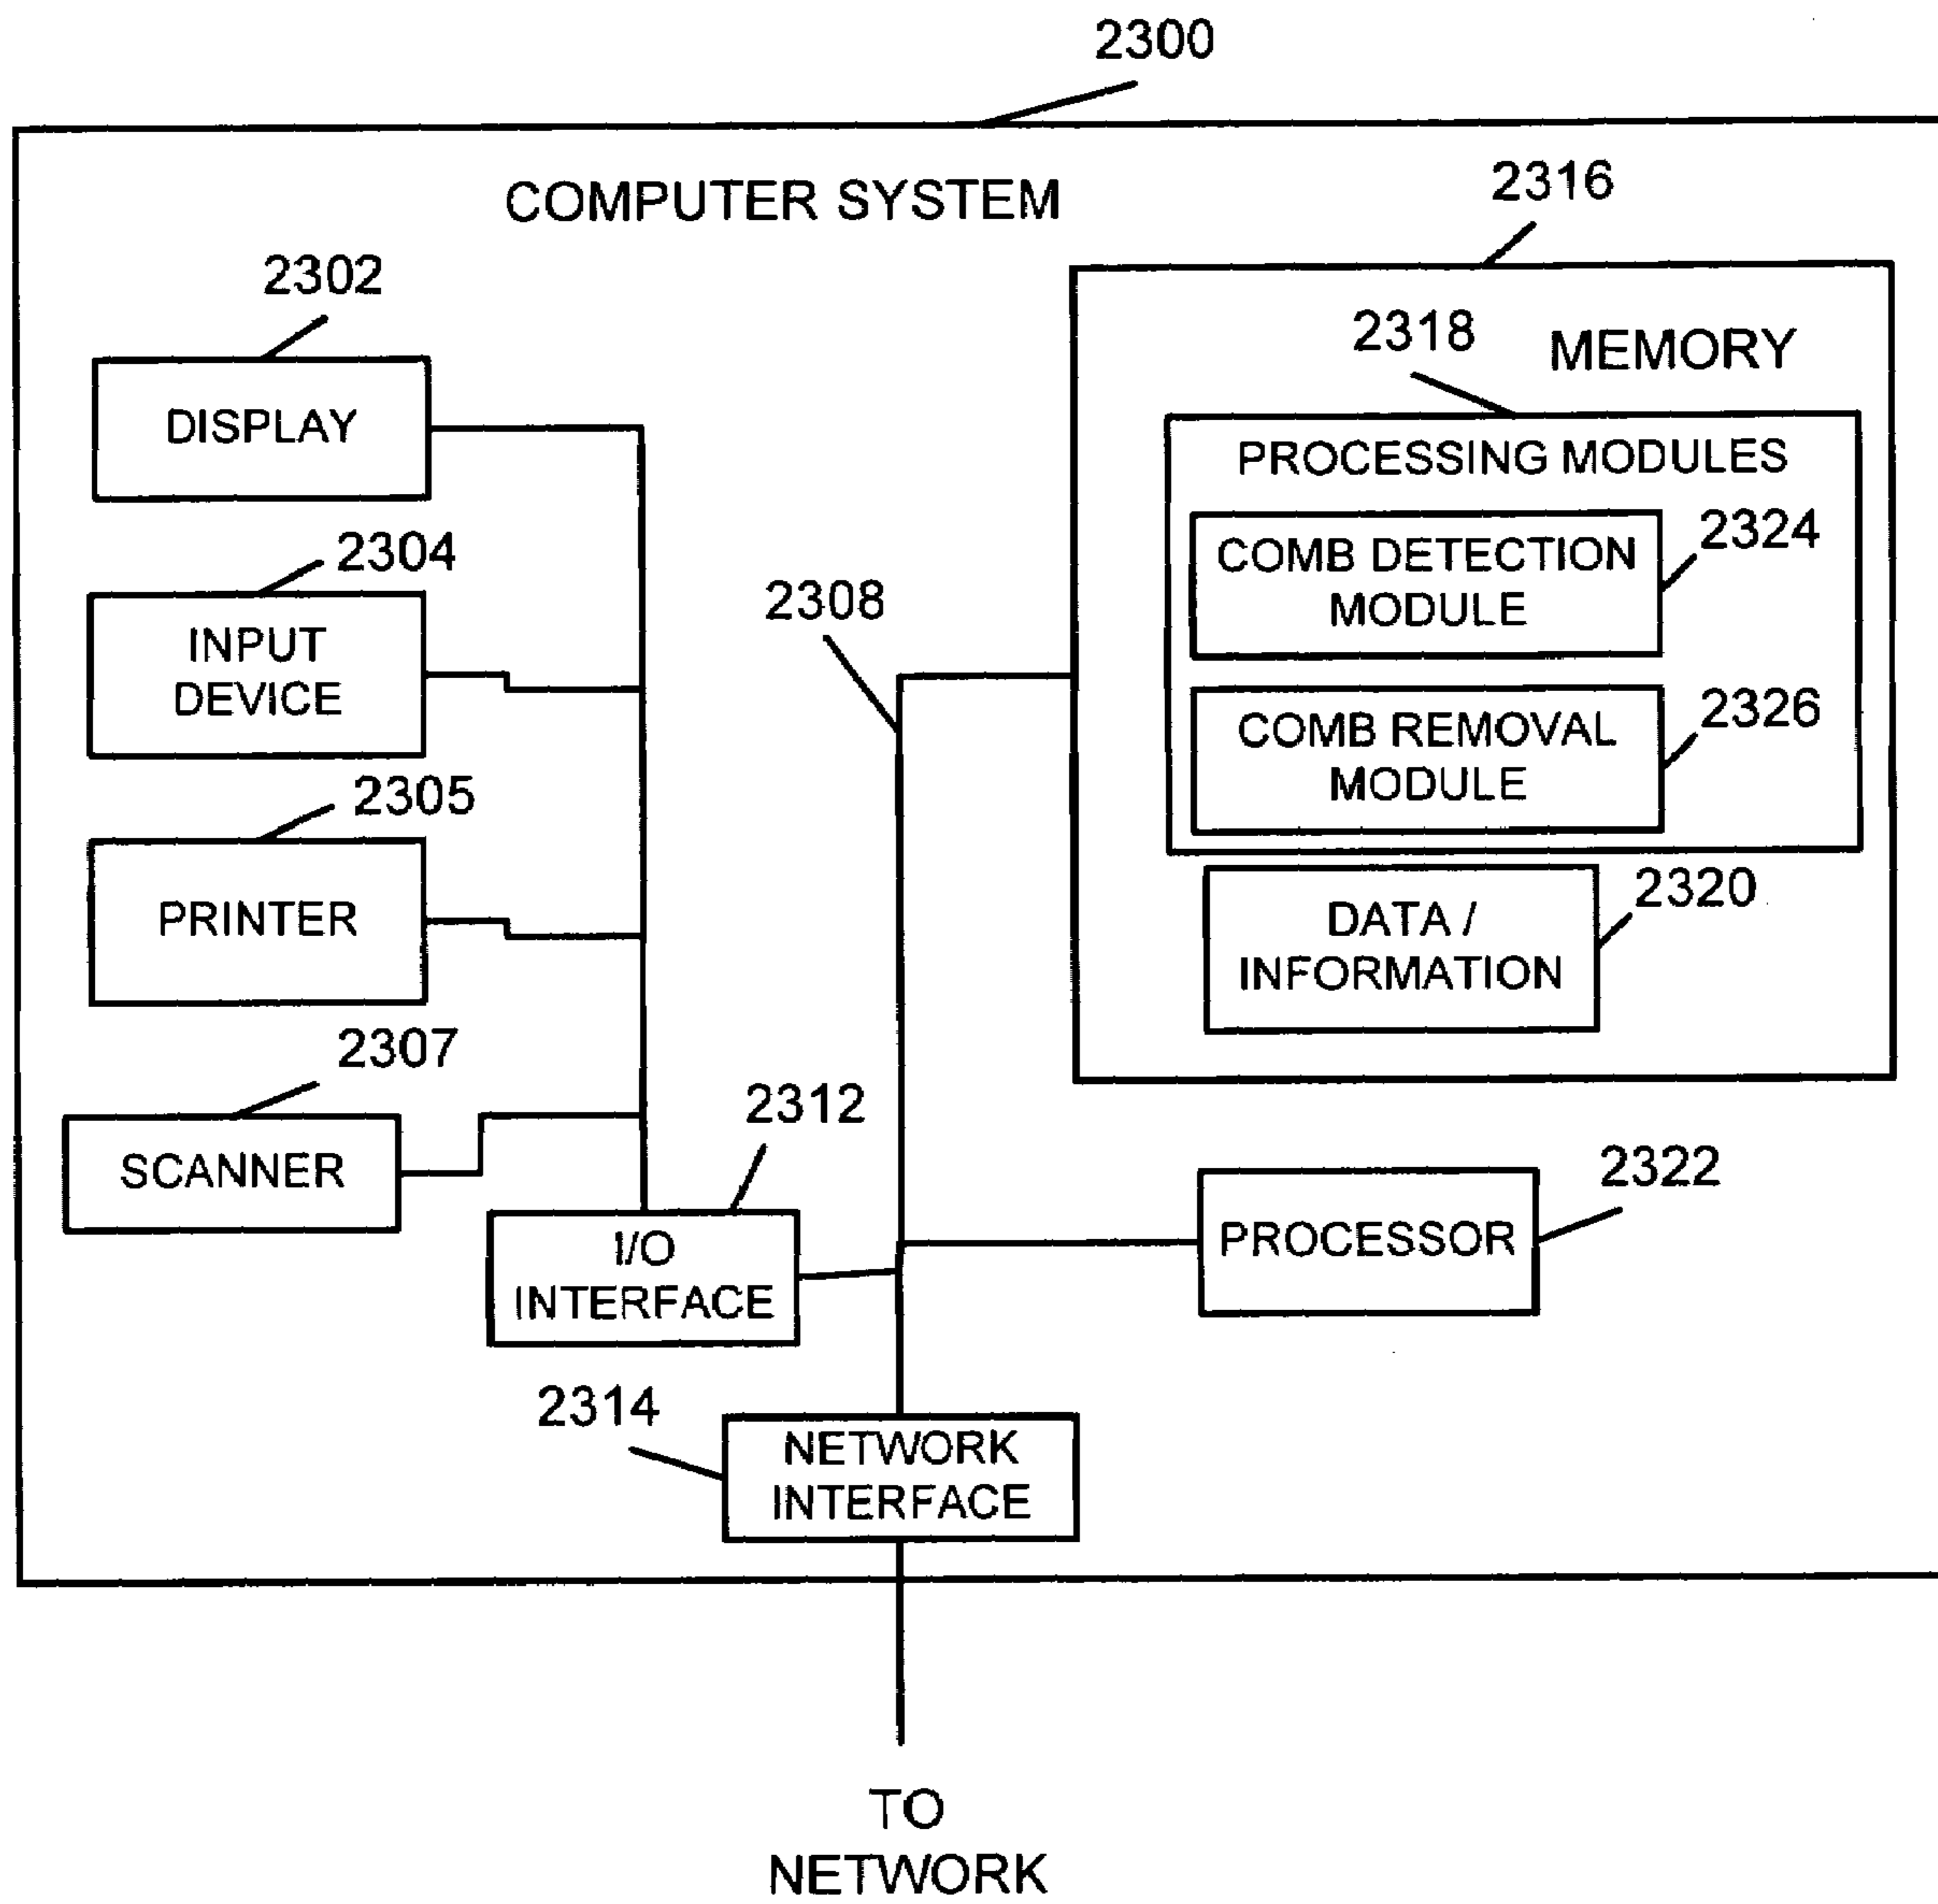 2300
COMPUTER SYSTEM
2316
2302
2318
MEMORY
DISPLAY
PROCESSING MODULES
2304
COMB DETECTION
MODULE
2324
INPUT
DEVICE
2308
COMB REMOVAL
MODULE
2326
2305
PRINTER
2320
DATA /
INFORMATION
2307
SCANNER
2312
I/O
INTERFACE
2322
PROCESSOR
2314
NETWORK
INTERFACE
TO
NETWORK